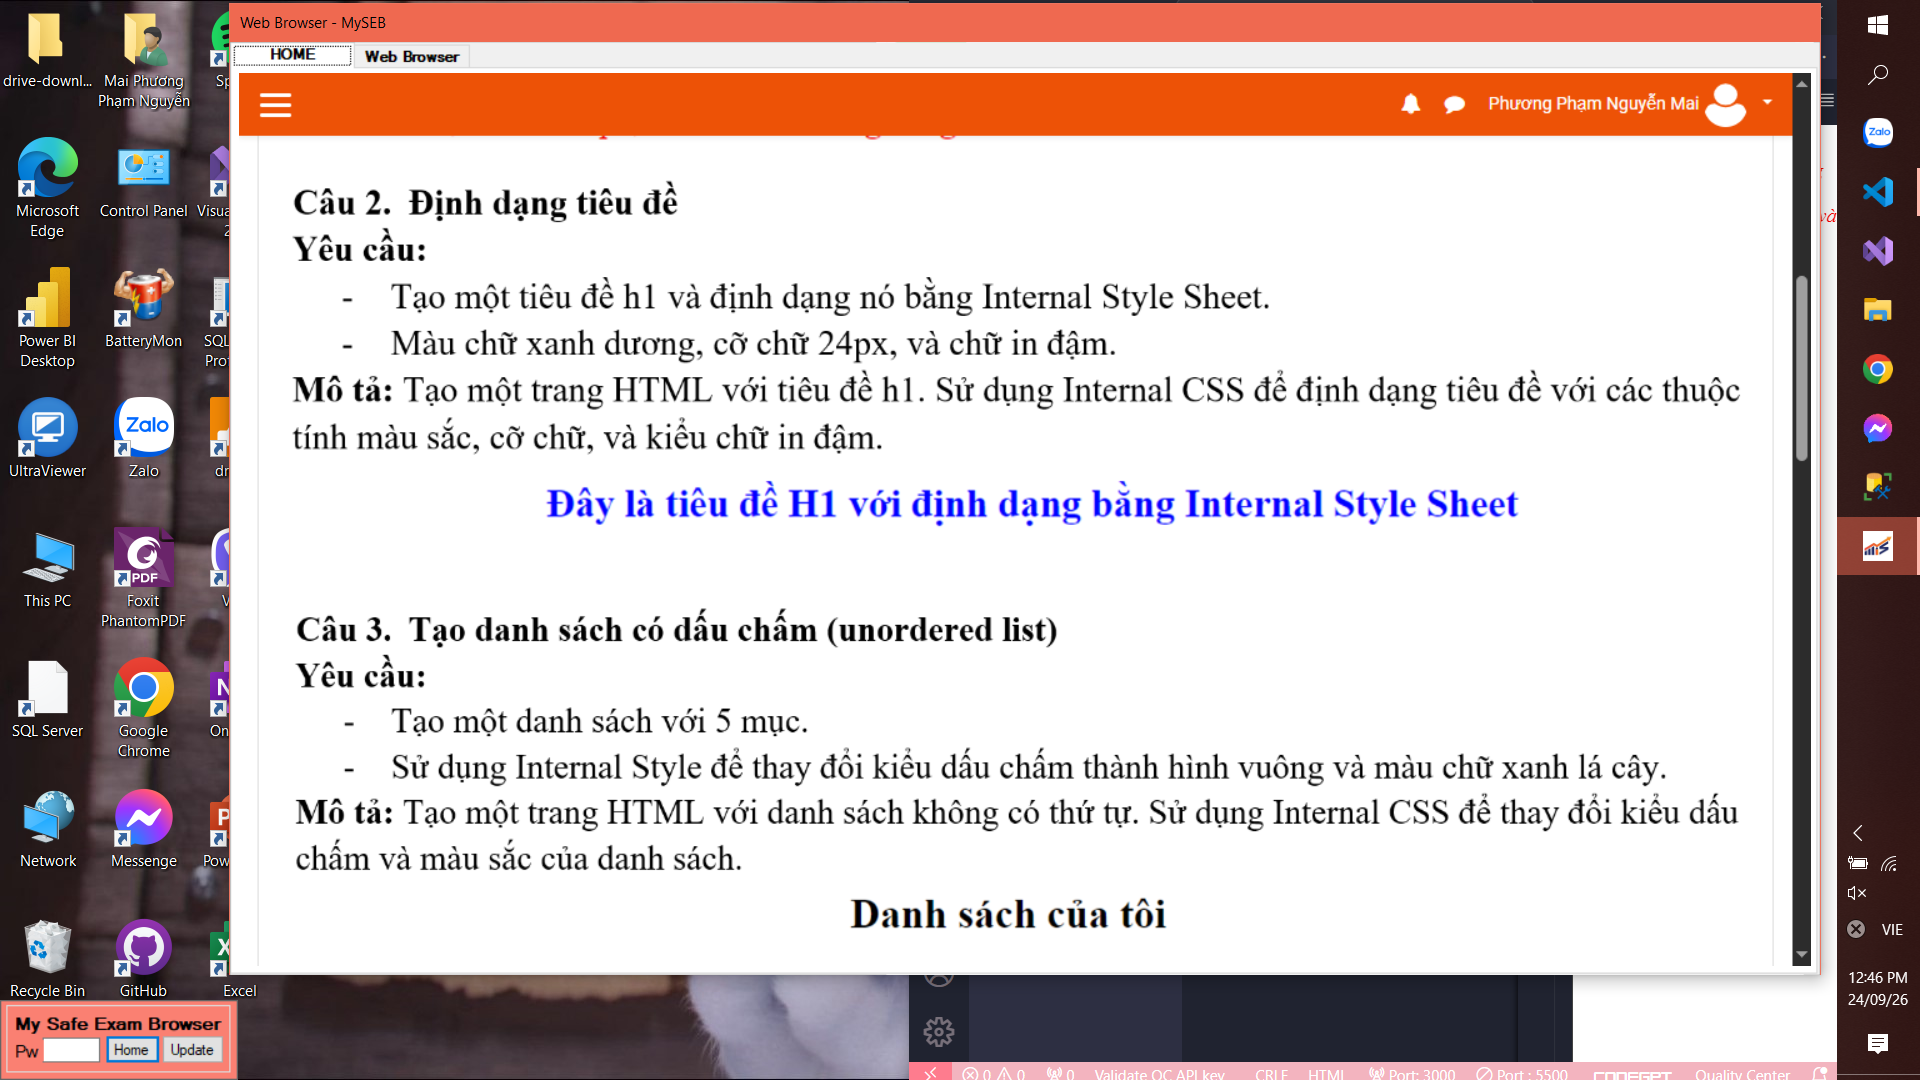 Web Browser - MySEB
HOME
Web Browser
Phương Phạm Nguyễn Mai
Câu 2. Định dạng tiêu đề
Yêu cầu:
- Tạo một tiêu đề h1 và định dạng nó bằng Internal Style Sheet.
- Màu chữ xanh dương, cỡ chữ 24px, và chữ in đậm.
Mô tả: Tạo một trang HTML với tiêu đề h1. Sử dụng Internal CSS để định dạng tiêu đề với các thuộc
tính màu sắc, cỡ chữ, và kiểu chữ in đậm.
Đây là tiêu đề H1 với định dạng bằng Internal Style Sheet
Câu 3. Tạo danh sách có dấu chấm (unordered list)
Yêu cầu:
- Tạo một danh sách với 5 mục.
- Sử dụng Internal Style để thay đổi kiểu dấu chấm thành hình vuông và màu chữ xanh lá cây.
Mô tả: Tạo một trang HTML với danh sách không có thứ tự. Sử dụng Internal CSS để thay đổi kiểu dấu
chấm và màu sắc của danh sách.
Danh sách của tôi
drive-downl...
Mai Phương
Phạm Nguyễn
Sp
Microsoft
Edge
Control Panel
Visua
2
Power BI
Desktop
BatteryMon
SQL
Pro
UltraViewer
Zalo
Zalo
dr
This PC
PDF
Foxit
PhantomPDF
V
SQL Server
Google
Chrome
On
Network
Messenge
Pow
Recycle Bin
GitHub
Excel
My Safe Exam Browser
Pw
Home
Update
Zalo
và
VIE
12:46 PM
24/09/26
0 0
0
Validate QC API key
CRLF
HTML
Port: 3000
Port : 5500
CODEGPT
Quality Center